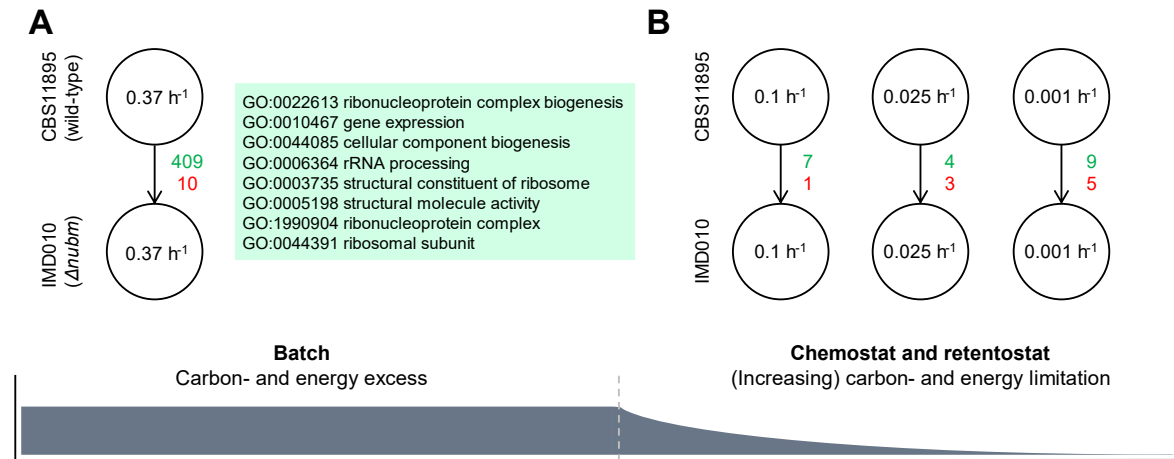 A
CBS11895
(wild-type)
0.37 h-1
409
10
IMD010
(Δnubm)
0.37 h-1
GO:0022613 ribonucleoprotein complex biogenesis
GO:0010467 gene expression
GO:0044085 cellular component biogenesis
GO:0006364 rRNA processing
GO:0003735 structural constituent of ribosome
GO:0005198 structural molecule activity
GO:1990904 ribonucleoprotein complex
GO:0044391 ribosomal subunit
B
CBS11895
0.1 h-1
0.025 h-1
0.001 h-1
7
1
4
3
9
5
IMD010
0.1 h-1
0.025 h-1
0.001 h-1
Batch
Carbon- and energy excess
Chemostat and retentostat
(Increasing) carbon- and energy limitation